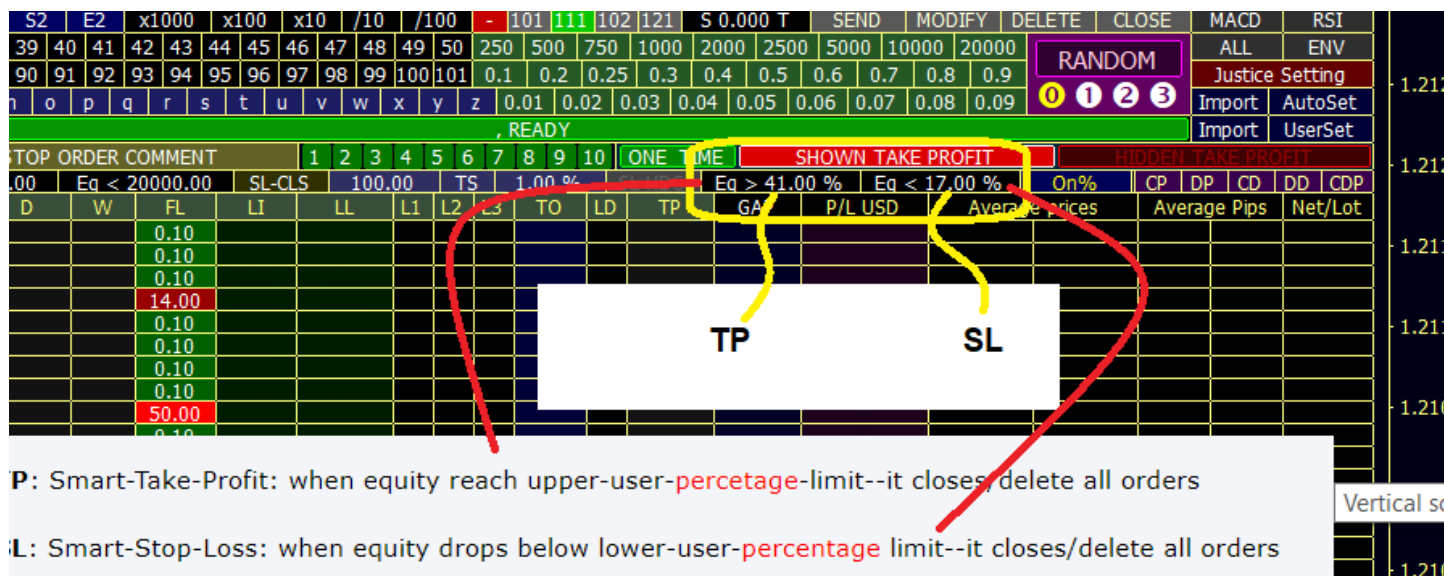 S2 E2 x1000 x100 x10 /10 /100 - 101 111 102 121 S 0.000 T SEND MODIFY DELETE CLOSE MACD RSI
39 40 41 42 43 44 45 46 47 48 49 50 250 500 750 1000 2000 2500 5000 10000 20000 RANDOM ALL ENV
90 91 92 93 94 95 96 97 98 99 100 101 0.1 0.2 0.25 0.3 0.4 0.5 0.6 0.7 0.8 0.9 Justice Setting
o p q r s t u v w x y z 0.01 0.02 0.03 0.04 0.05 0.06 0.07 0.08 0.09 0 1 2 3 Import AutoSet
, READY Import UserSet
STOP ORDER COMMENT 1 2 3 4 5 6 7 8 9 10 ONE TIME SHOWN TAKE PROFIT HIDDEN TAKE PROFIT
.00 Eq < 20000.00 SL-CLS 100.00 TS 1.00 % Eq > 41.00 % Eq < 17.00 % On% CP DP CD DD CDP
D W FL LI LL L1 L2 L3 TO LD TP P/L USD Average prices Average Pips Net/Lot
0.10
0.10
0.10
14.00
0.10
0.10
0.10
0.10
50.00
0.10
TP SL
TP: Smart-Take-Profit: when equity reach upper-user-percetage-limit--it closes/delete all orders
Vertical sc
SL: Smart-Stop-Loss: when equity drops below lower-user-percentage limit--it closes/delete all orders